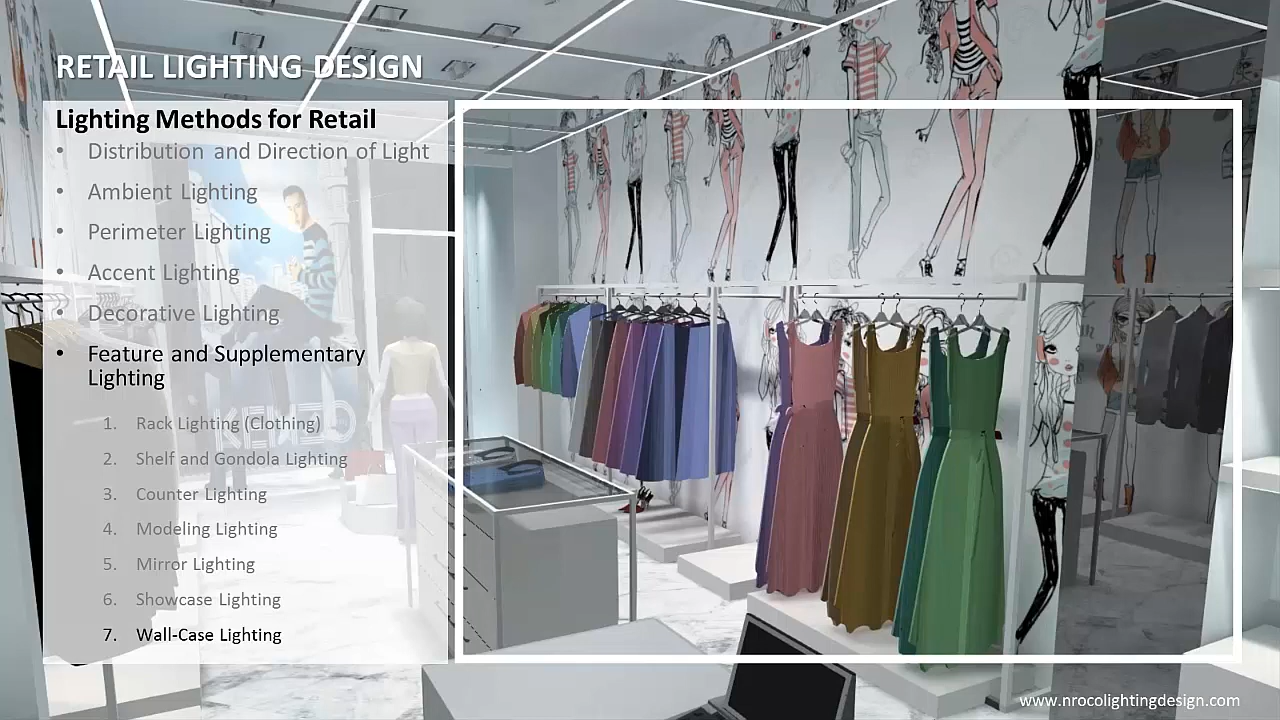 RETAIL LIGHTING DESIGN
Lighting Methods for Retail
• Distribution and Direction of Light
• Ambient Lighting
• Perimeter Lighting
• Accent Lighting
• Decorative Lighting
• Feature and Supplementary
Lighting
KENZO
1. Rack Lighting (Clothing)
2. Shelf and Gondola Lighting
3. Counter Lighting
4. Modeling Lighting
5. Mirror Lighting
6. Showcase Lighting
7. Wall-Case Lighting
www.nrocolightingdesign.com